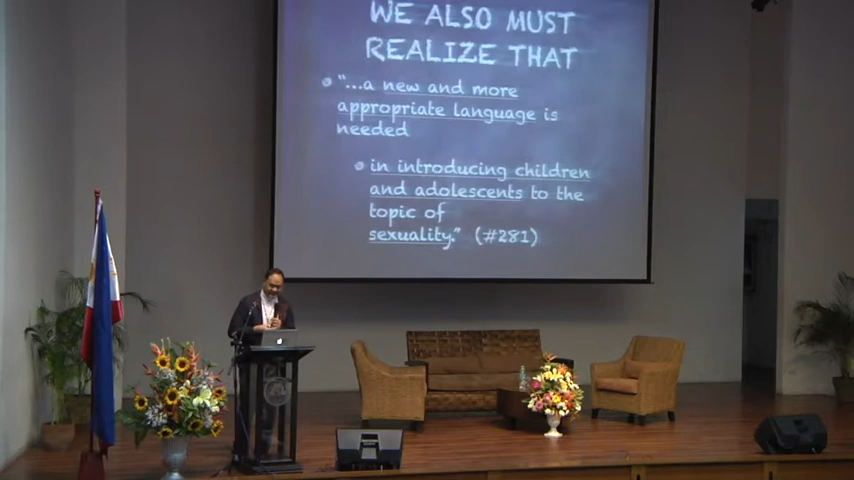 WE ALSO MUST
REALIZE THAT
"...a new and more
appropriate language is
needed
in introducing children
and adolescents to the
topic of
sexuality." (#281)